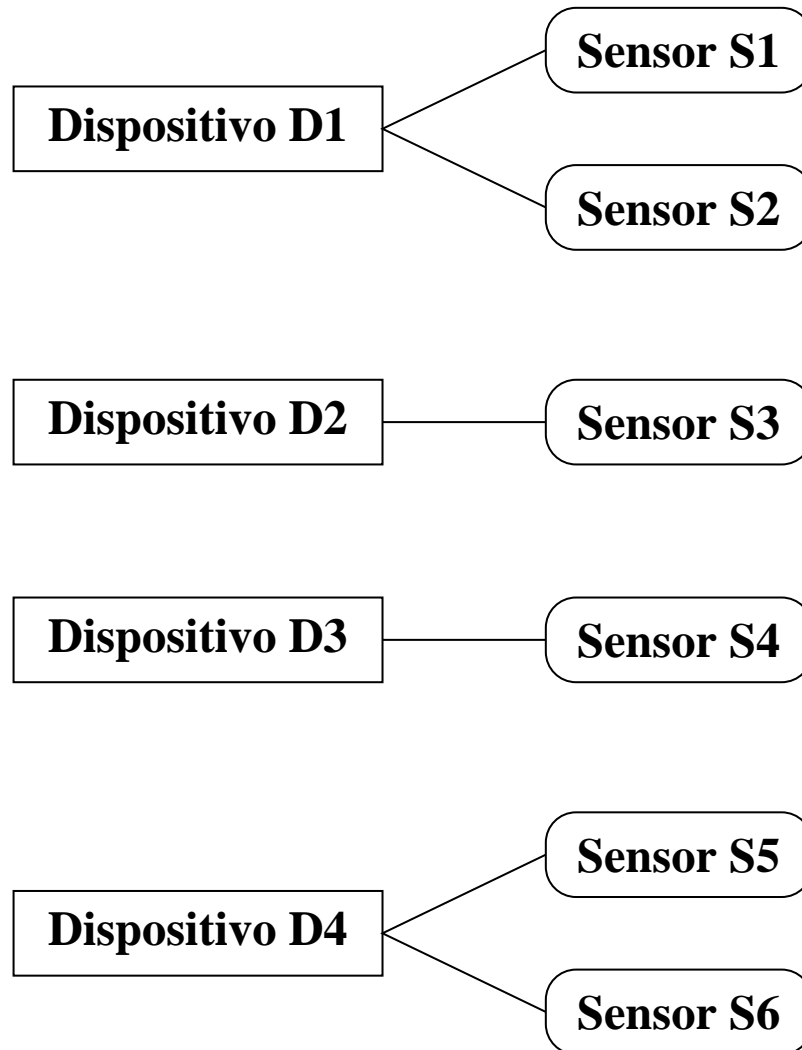 Sensor S1
Dispositivo D1
Sensor S2
Dispositivo D2
Sensor S3
Dispositivo D3
Sensor S4
Sensor S5
Dispositivo D4
Sensor S6